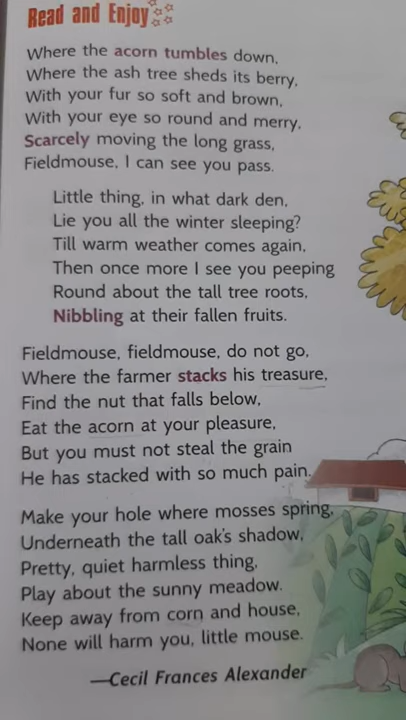 Read and Enjoy
Where the acorn tumbles down,
Where the ash tree sheds its berry,
With your fur so soft and brown,
With your eye so round and merry,
Scarcely moving the long grass,
Fieldmouse, I can see you pass.
Little thing, in what dark den,
Lie you all the winter sleeping?
Till warm weather comes again,
Then once more I see you peeping
Round about the tall tree roots,
Nibbling at their fallen fruits.
Fieldmouse, fieldmouse, do not go,
Where the farmer stacks his treasure,
Find the nut that falls below,
Eat the acorn at your pleasure,
But you must not steal the grain
He has stacked with so much pain.
Make your hole where mosses spring,
Underneath the tall oak's shadow,
Pretty, quiet harmless thing,
Play about the sunny meadow.
Keep away from corn and house,
None will harm you, little mouse.
—Cecil Frances Alexander